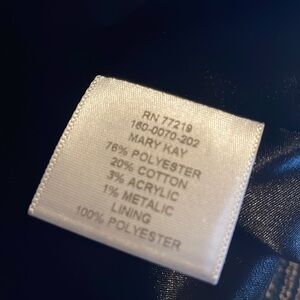 RN 77219
160-0070-202
MARY KAY
76% POLYESTER
20% COTTON
3% ACRYLIC
1% METALIC
LINING
100% POLYESTER